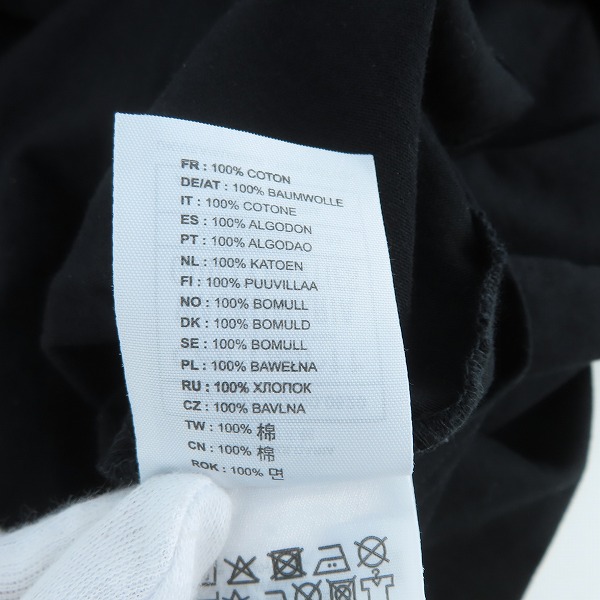 FR : 100% COTON
DE/AT : 100% BAUMWOLLE
IT : 100% COTONE
ES : 100% ALGODON
PT : 100% ALGODAO
NL : 100% KATOEN
FI : 100% PUUVILLAA
NO : 100% BOMULL
DK : 100% BOMULD
SE : 100% BOMULL
PL : 100% BAWEŁNA
RU : 100% ХЛОПОК
CZ : 100% BAVLNA
TW : 100% 棉
CN : 100% 棉
ROK : 100% 면